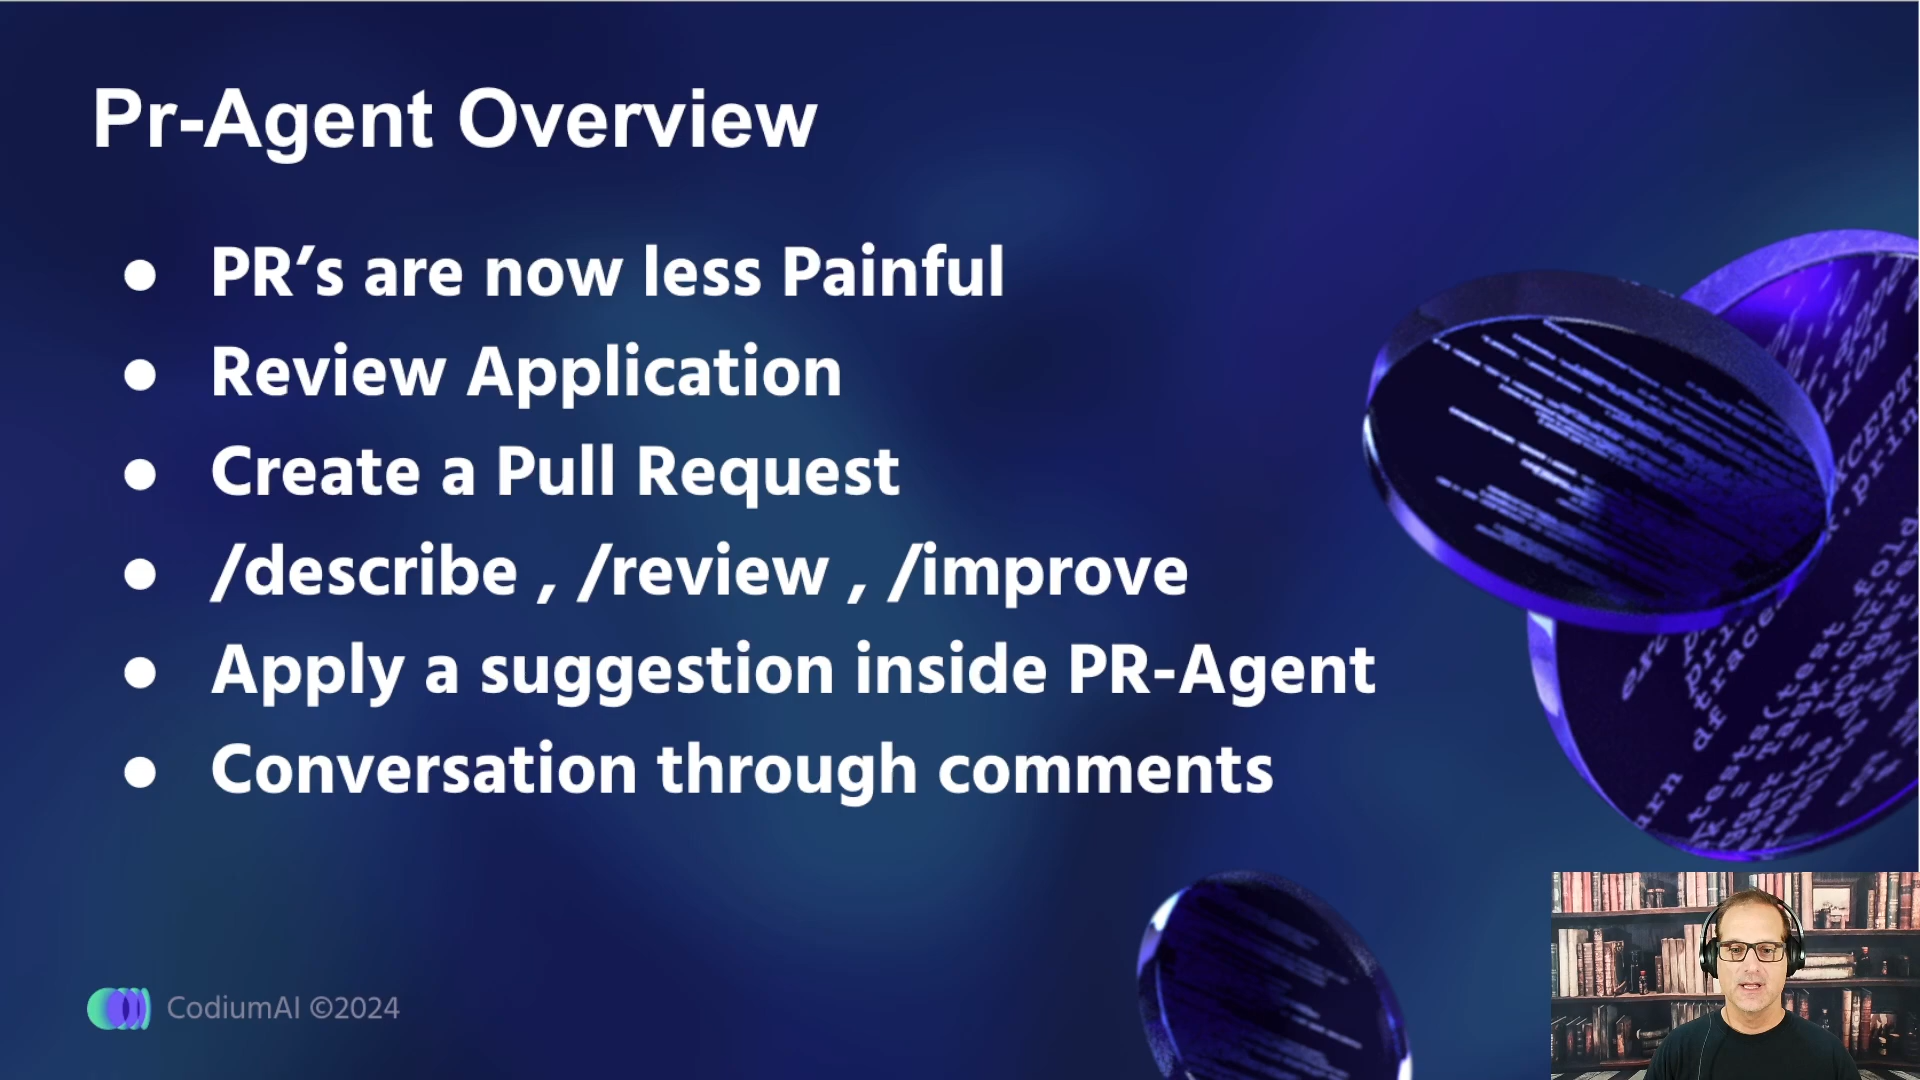 Pr-Agent Overview
● PR’s are now less Painful
● Review Application
● Create a Pull Request
● /describe , /review , /improve
● Apply a suggestion inside PR-Agent
● Conversation through comments
CodiumAI ©2024